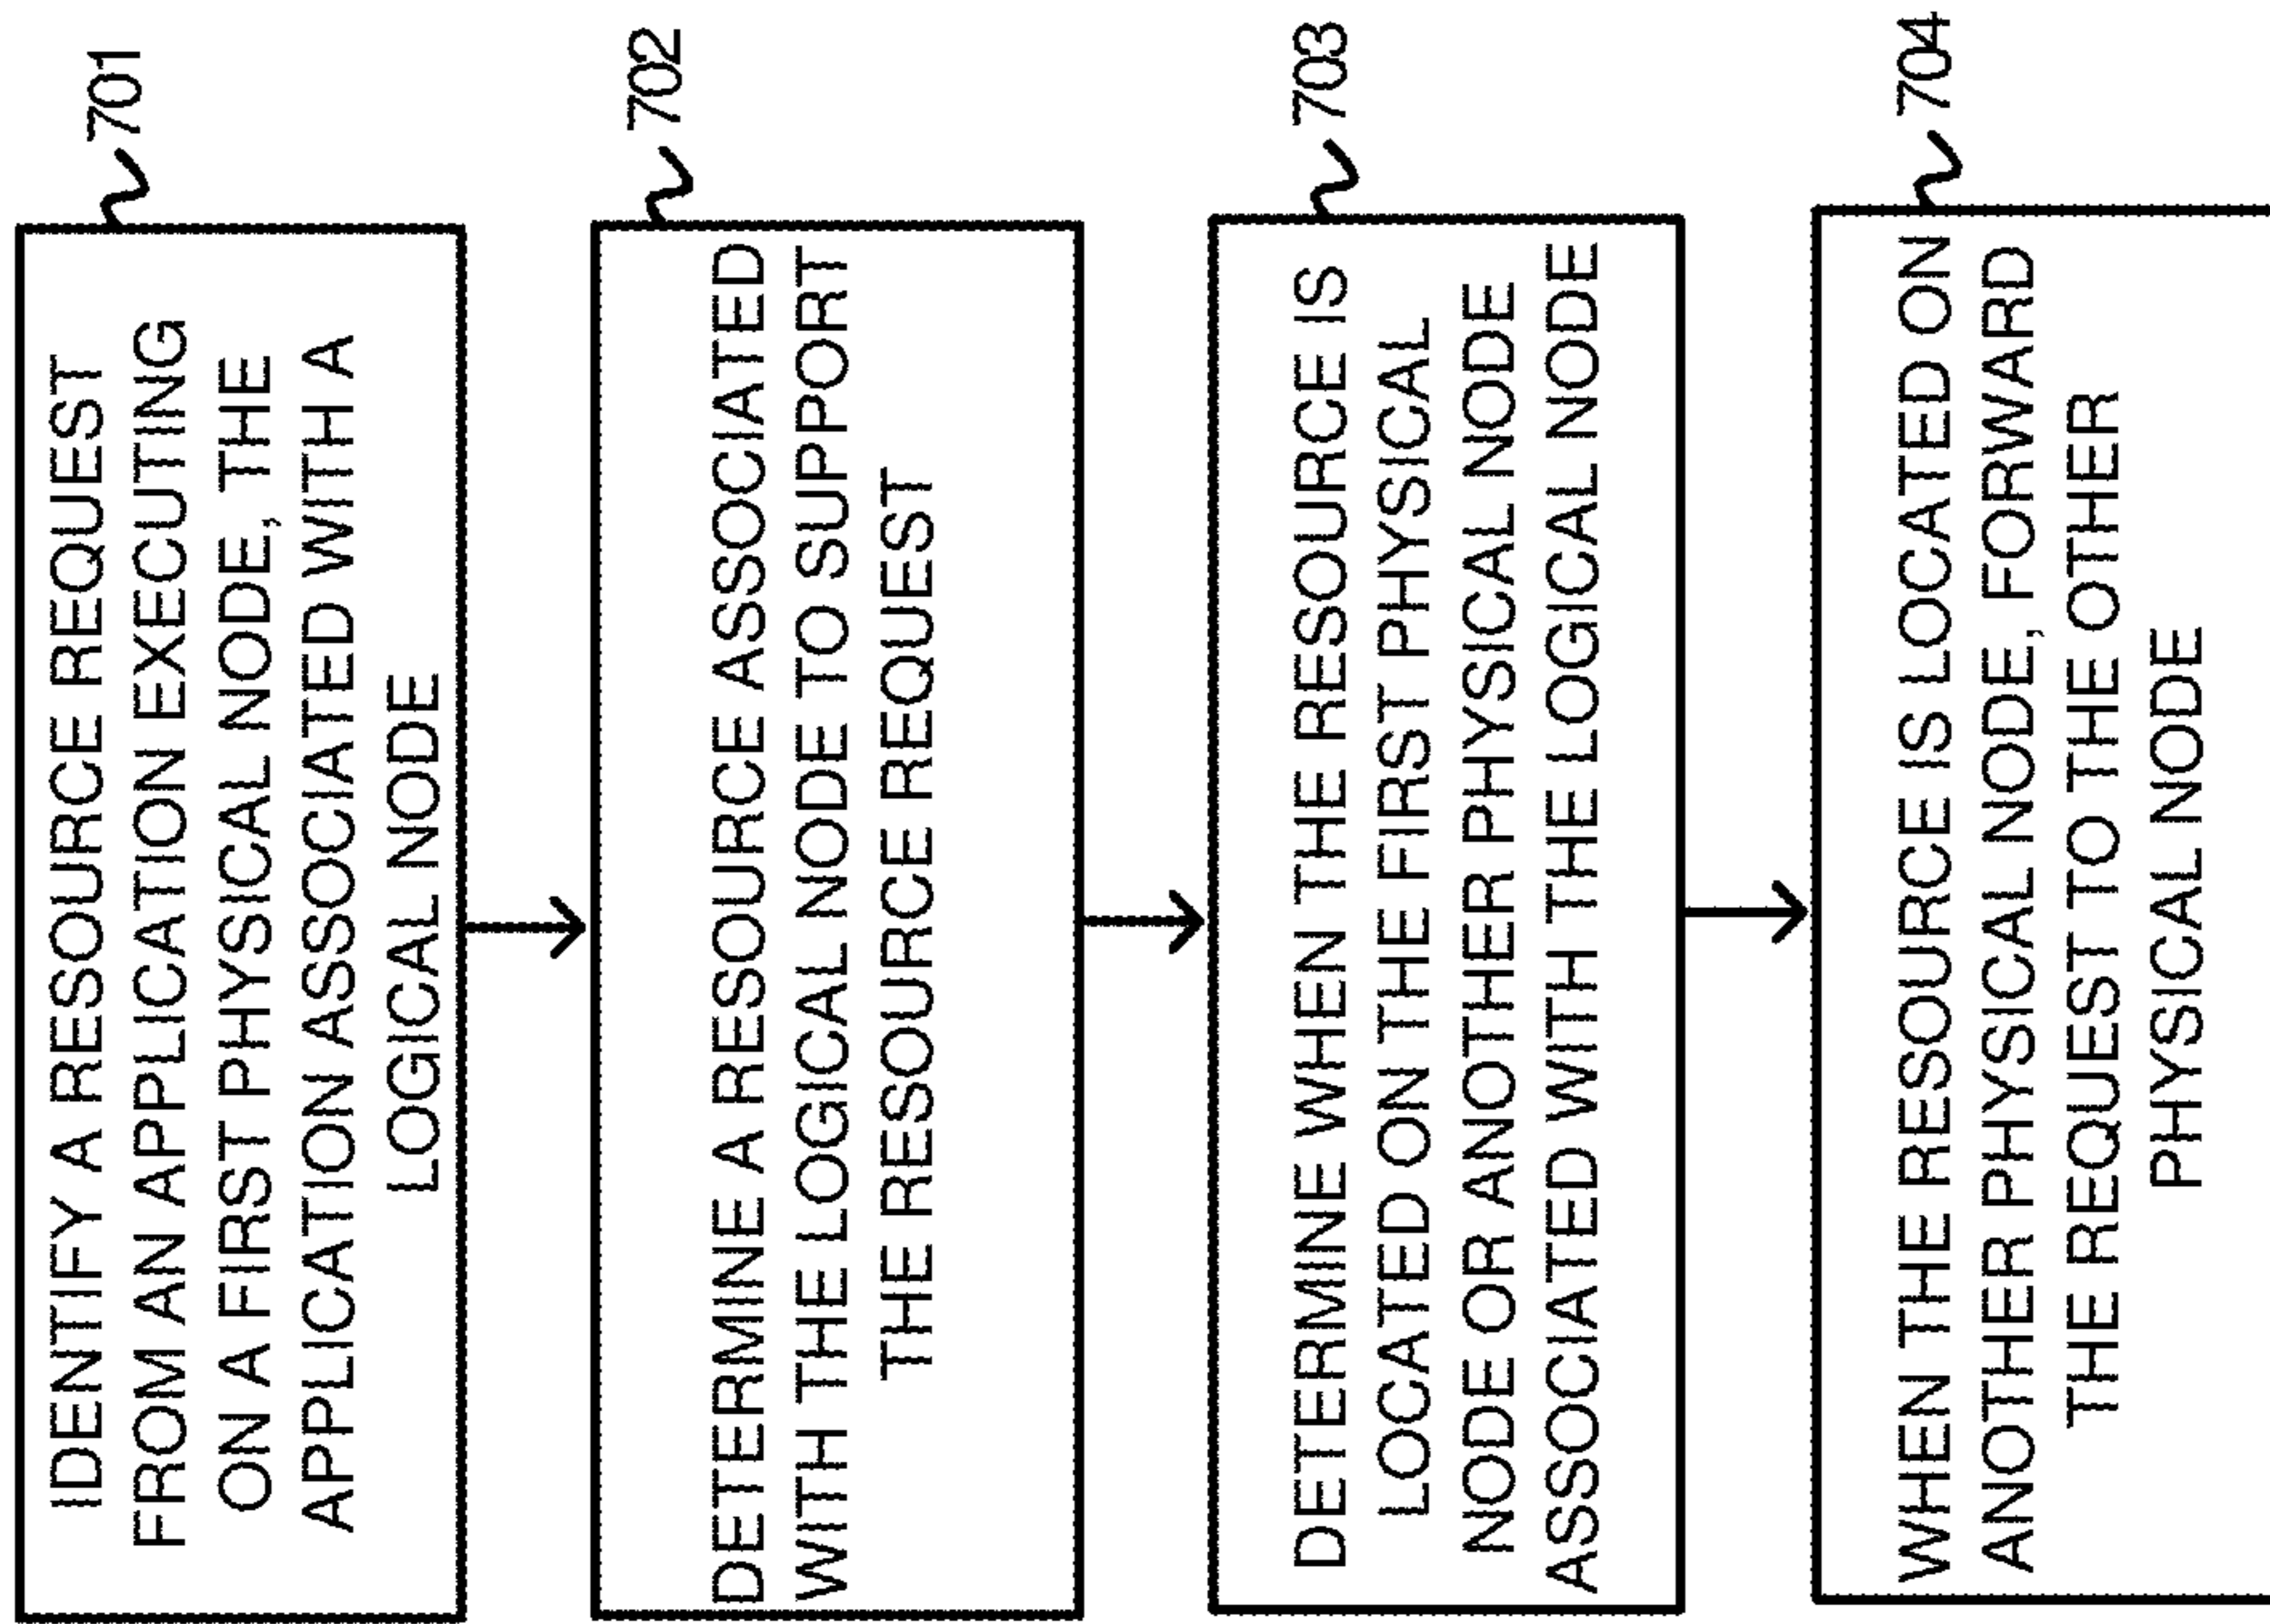 IDENTIFY A RESOURCE REQUEST
FROM AN APPLICATION EXECUTING
ON A FIRST PHYSICAL NODE, THE
APPLICATION ASSOCIATED WITH A
LOGICAL NODE
701
DETERMINE A RESOURCE ASSOCIATED
WITH THE LOGICAL NODE TO SUPPORT
THE RESOURCE REQUEST
702
DETERMINE WHEN THE RESOURCE IS
LOCATED ON THE FIRST PHYSICAL
NODE OR ANOTHER PHYSICAL NODE
ASSOCIATED WITH THE LOGICAL NODE
703
WHEN THE RESOURCE IS LOCATED ON
ANOTHER PHYSICAL NODE, FORWARD
THE REQUEST TO THE OTHER
PHYSICAL NODE
704